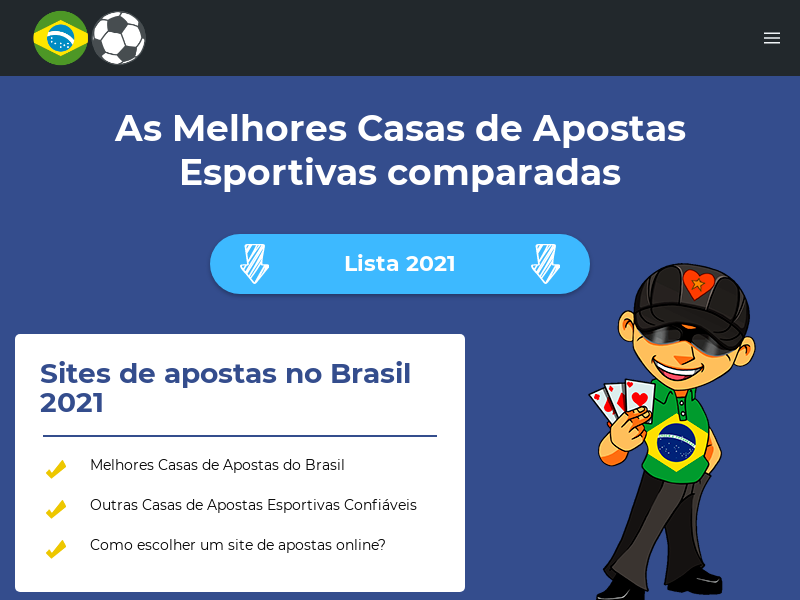 As Melhores Casas de Apostas
Esportivas comparadas
Lista 2021
Sites de apostas no Brasil
2021
Melhores Casas de Apostas do Brasil
Outras Casas de Apostas Esportivas Confiáveis
Como escolher um site de apostas online?